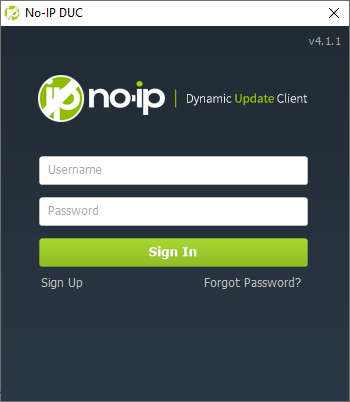 No-IP DUC
v4.1.1
no-ip | Dynamic Update Client
Username
Password
Sign In
Sign Up
Forgot Password?